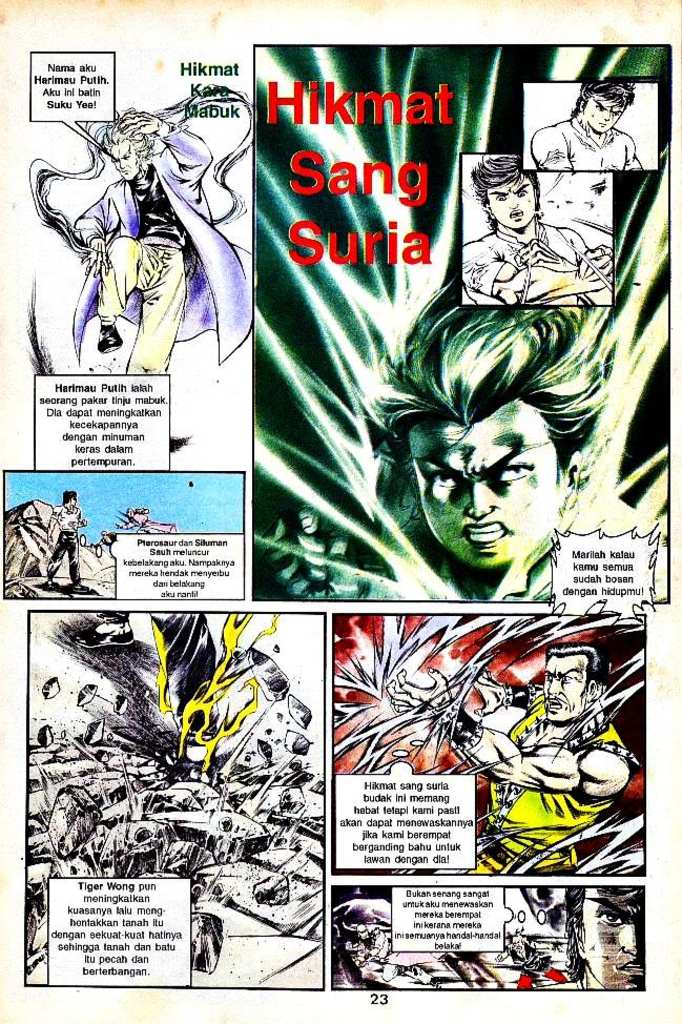 Nama aku
Harimau Putih.
Aku ini batin
Suku Yee!
Hikmat
Kera
Mabuk
Hikmat
Sang
Suria
Harimau Putih ialah
seorang pakar tinju mabuk.
Dia dapat meningkatkan
kecekapannya
dengan minuman
keras dalam
pertempuran.
Pterosaur dan Siluman
Sauh meluncur
kebelakang aku. Nampaknya
mereka hendak menyerbu
dan belakang
aku nanti!
Marilah kalau
kamu semua
sudah bosan
dengan hidupmu!
Tiger Wong pun
meningkatkan
kuasanya lalu meng-
hentakkan tanah itu
dengan sekuat-kuat hatinya
sehingga tanah dan batu
itu pecah dan
berterbangan.
Hikmat sang suria
budak ini memang
hebat tetapi kami pasti
akan dapat menewaskannya
jika kami berempat
berganding bahu untuk
lawan dengan dia!
Bukan senang sangat
untuk aku menewaskan
mereka berempat
ini kerana mereka
ini semuanya handal-handal
belaka!
23